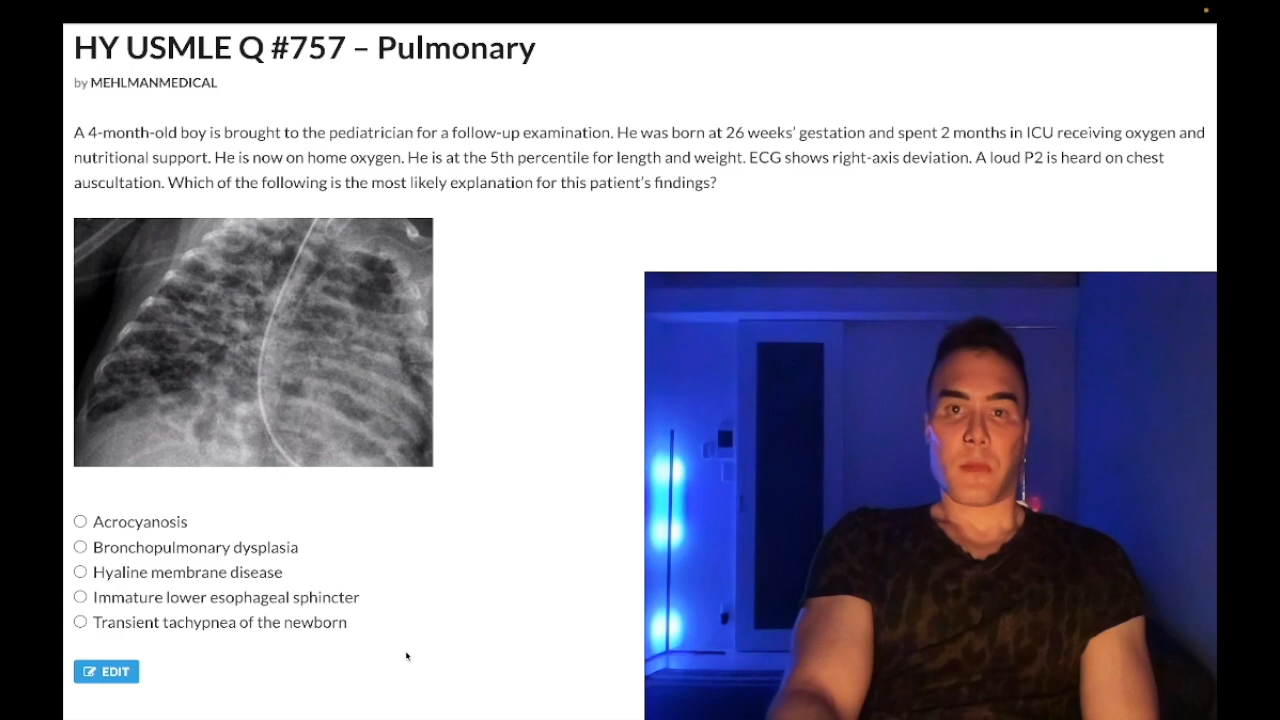 HY USMLE Q #757 – Pulmonary
by MEHLMANMEDICAL
A 4-month-old boy is brought to the pediatrician for a follow-up examination. He was born at 26 weeks’ gestation and spent 2 months in ICU receiving oxygen and
nutritional support. He is now on home oxygen. He is at the 5th percentile for length and weight. ECG shows right-axis deviation. A loud P2 is heard on chest
auscultation. Which of the following is the most likely explanation for this patient’s findings?
Acrocyanosis
Bronchopulmonary dysplasia
Hyaline membrane disease
Immature lower esophageal sphincter
Transient tachypnea of the newborn
EDIT